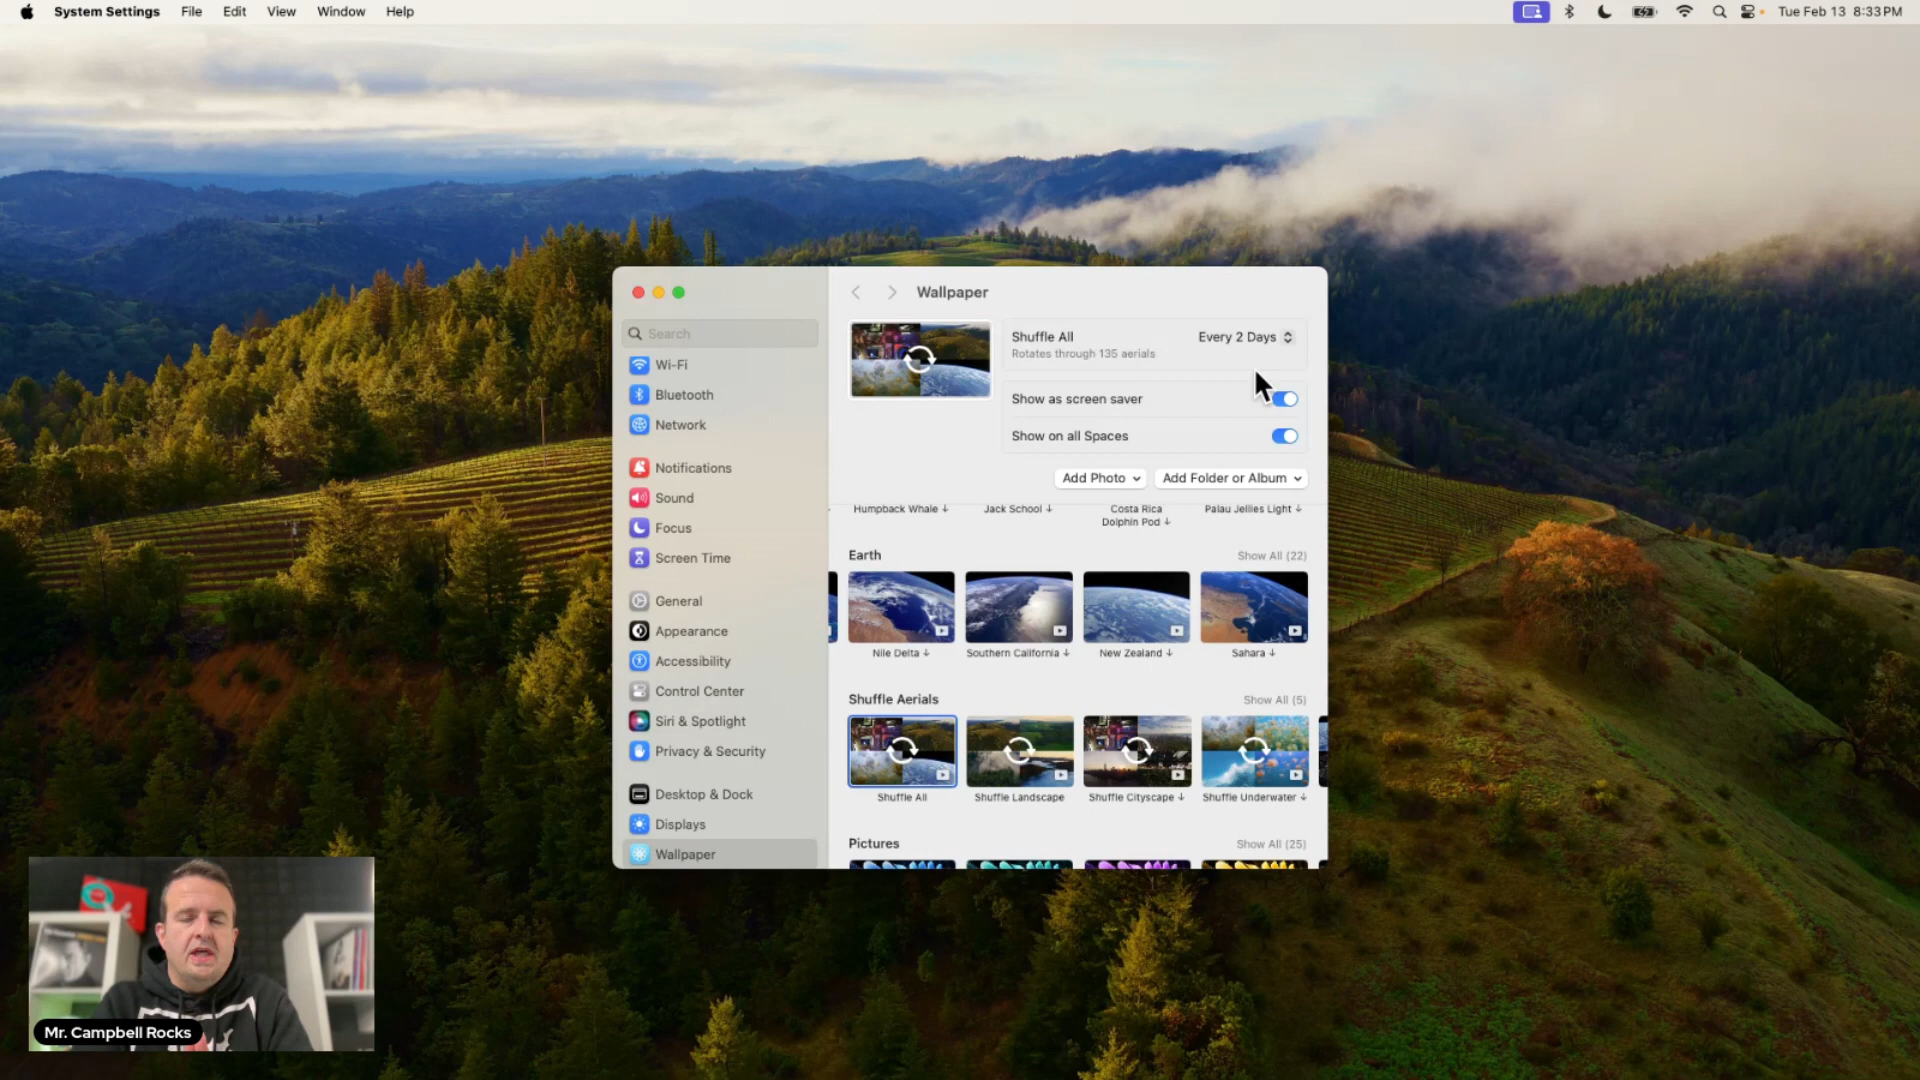 System Settings File Edit View Window Help Tue Feb 13 8:33 PM
Wallpaper
Search
Wi-Fi
Bluetooth
Network
Notifications
Sound
Focus
Screen Time
General
Appearance
Accessibility
Control Center
Siri & Spotlight
Privacy & Security
Desktop & Dock
Displays
Wallpaper
Shuffle All Every 2 Days
Rotates through 135 aerials
Show as screen saver
Show on all Spaces
Add Photo Add Folder or Album
Humpback Whale ↓ Jack School ↓ Costa Rica Palau Jellies Light ↓
Dolphin Pod ↓
Earth Show All (22)
Nile Delta ↓ Southern California ↓ New Zealand ↓ Sahara ↓
Shuffle Aerials Show All (5)
Shuffle All Shuffle Landscape Shuffle Cityscape ↓ Shuffle Underwater ↓
Pictures Show All (25)
Mr. Campbell Rocks